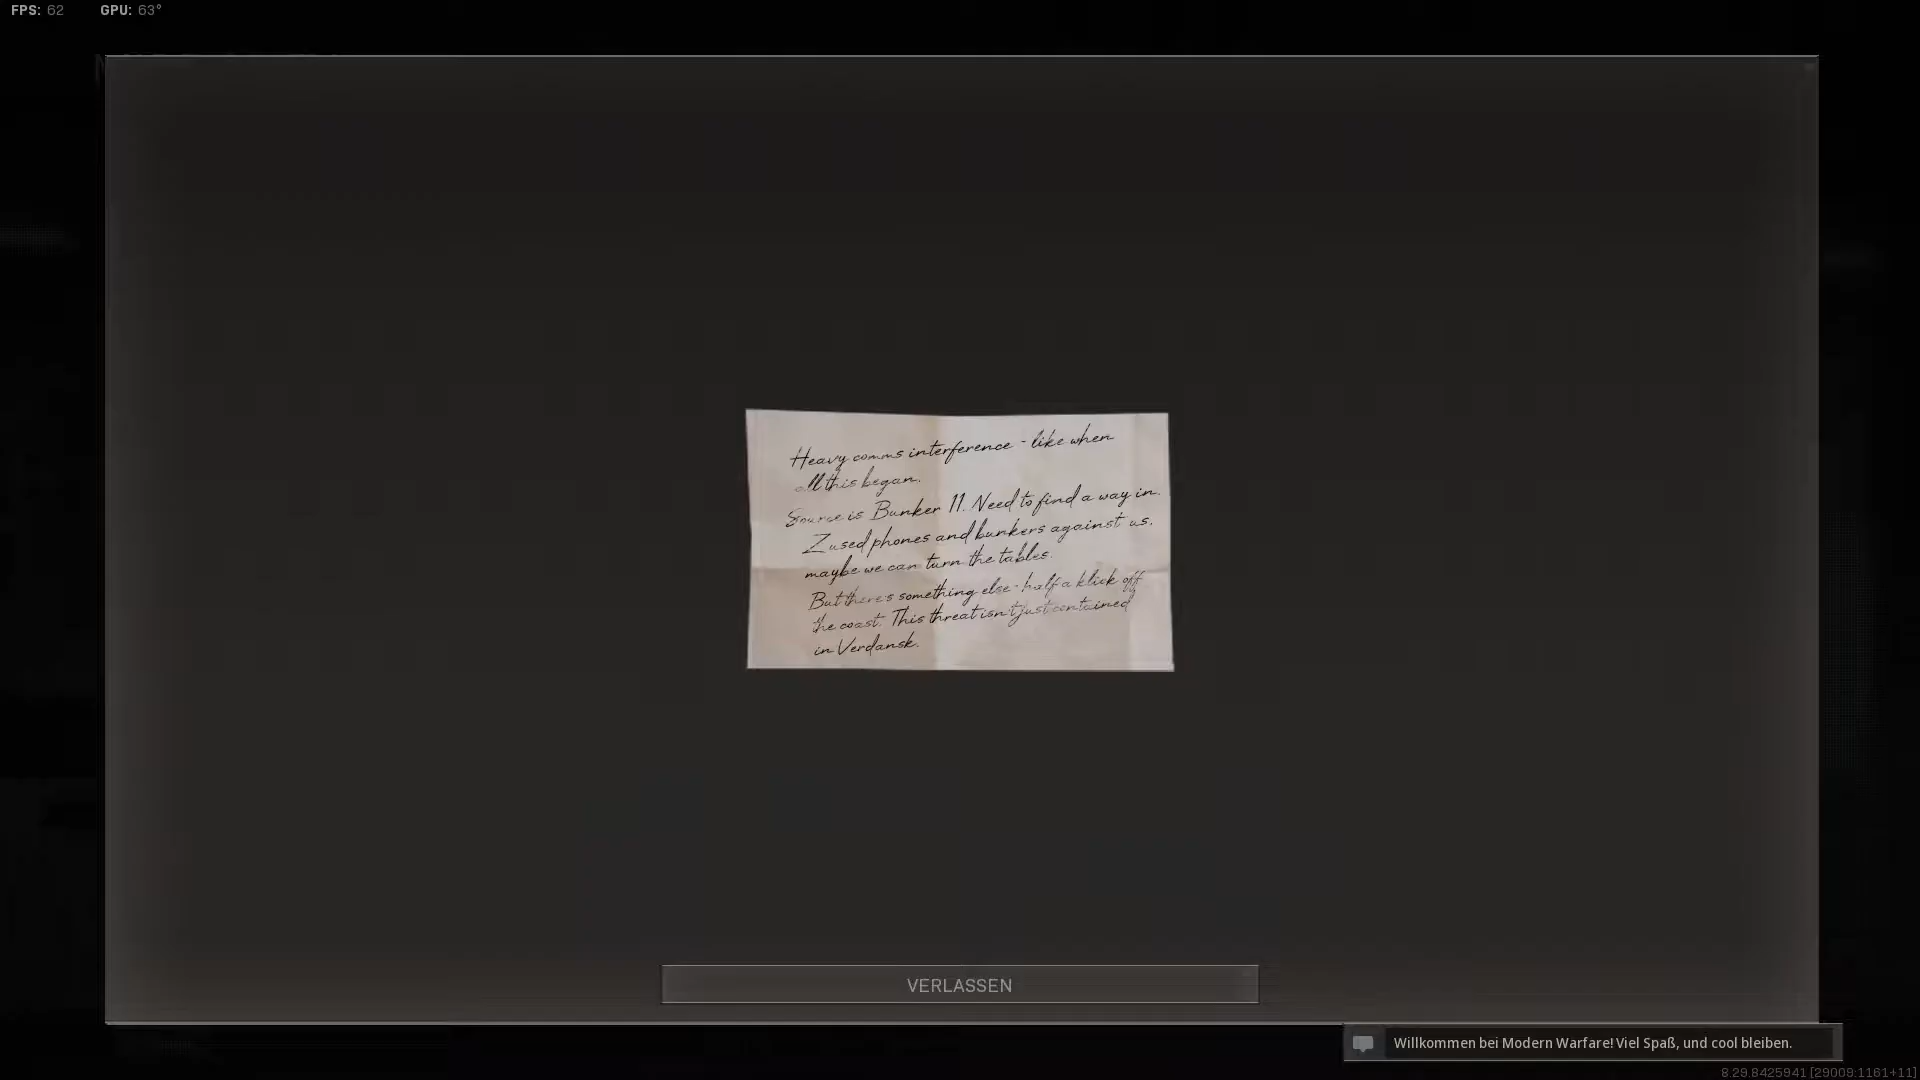 FPS: 62 GPU: 63°
Heavy comms interference - like when
all this began.
Source is Bunker 11. Need to find a way in.
Z used phones and bunkers against us,
maybe we can turn the tables.
But there's something else - half a klick off
the coast. This threat isn't just contained
in Verdansk.
VERLASSEN
Willkommen bei Modern Warfare! Viel Spaß, und cool bleiben.
8.29.8425941 [29009:1161+11]